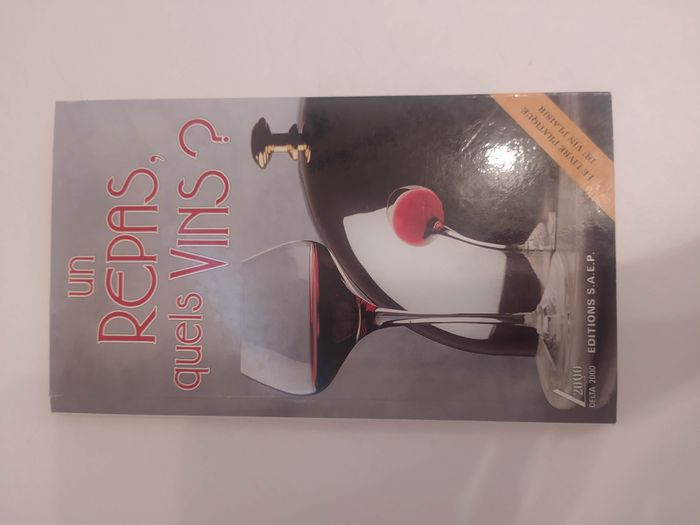 un
REPAS,
quels VINS ?
LE LIVRE PRATIQUE
DU VIN PLAISIR
2000
DELTA 2000
EDITIONS S.A.E.P.